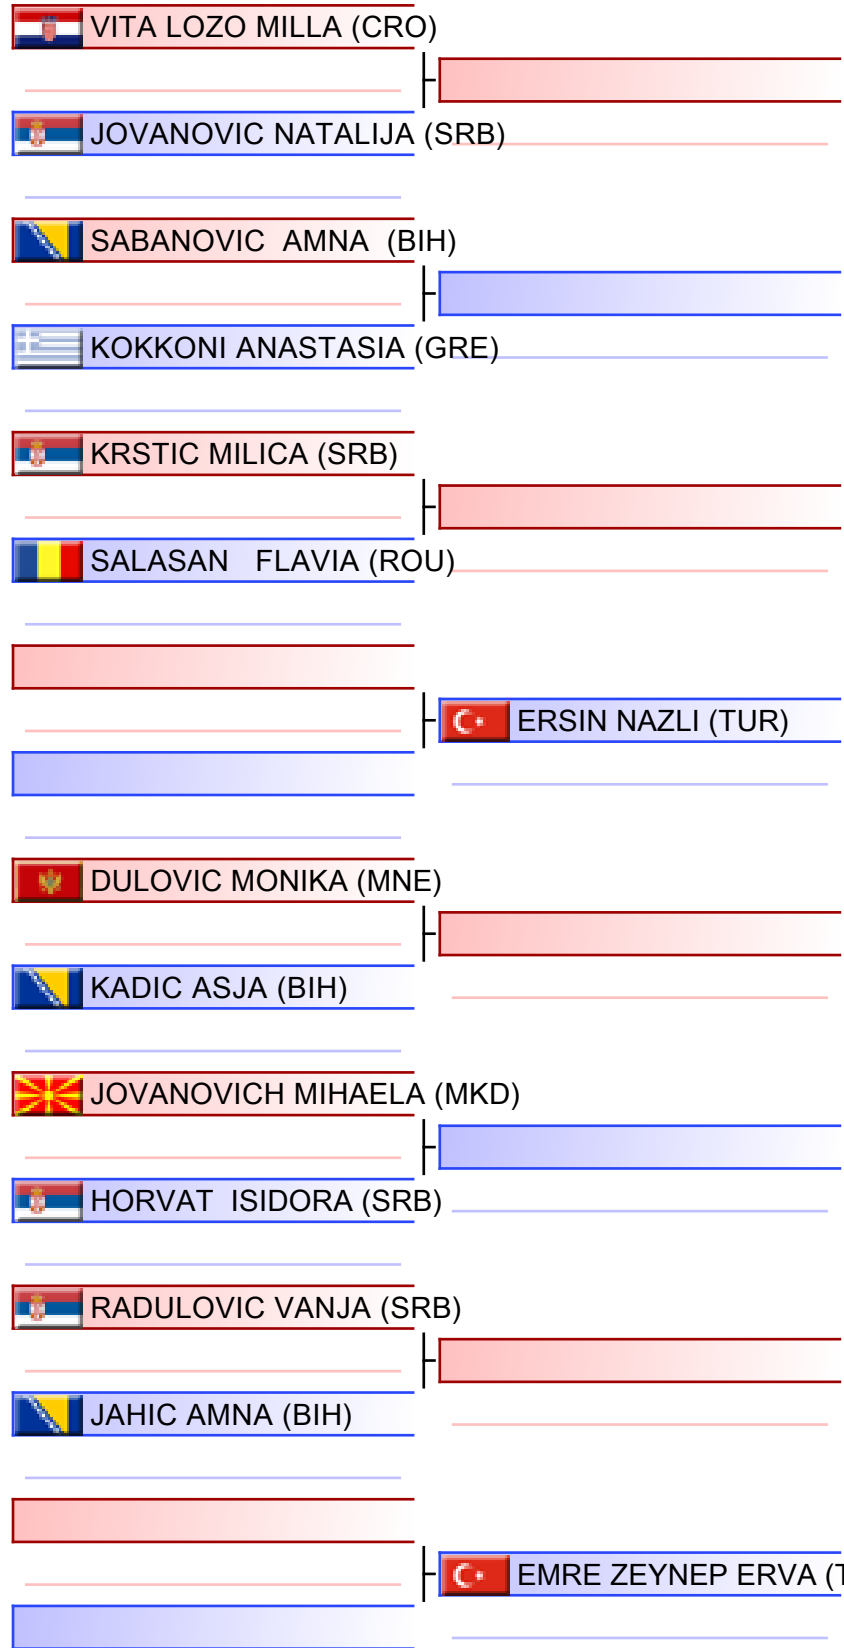 VITA LOZO MILLA (CRO)
JOVANOVIC NATALIJA (SRB)
SABANOVIC AMNA (BIH)
KOKKONI ANASTASIA (GRE)
KRSTIC MILICA (SRB)
SALASAN FLAVIA (ROU)
ERSIN NAZLI (TUR)
DULOVIC MONIKA (MNE)
KADIC ASJA (BIH)
JOVANOVICH MIHAELA (MKD)
HORVAT ISIDORA (SRB)
RADULOVIC VANJA (SRB)
JAHIC AMNA (BIH)
EMRE ZEYNEP ERVA (